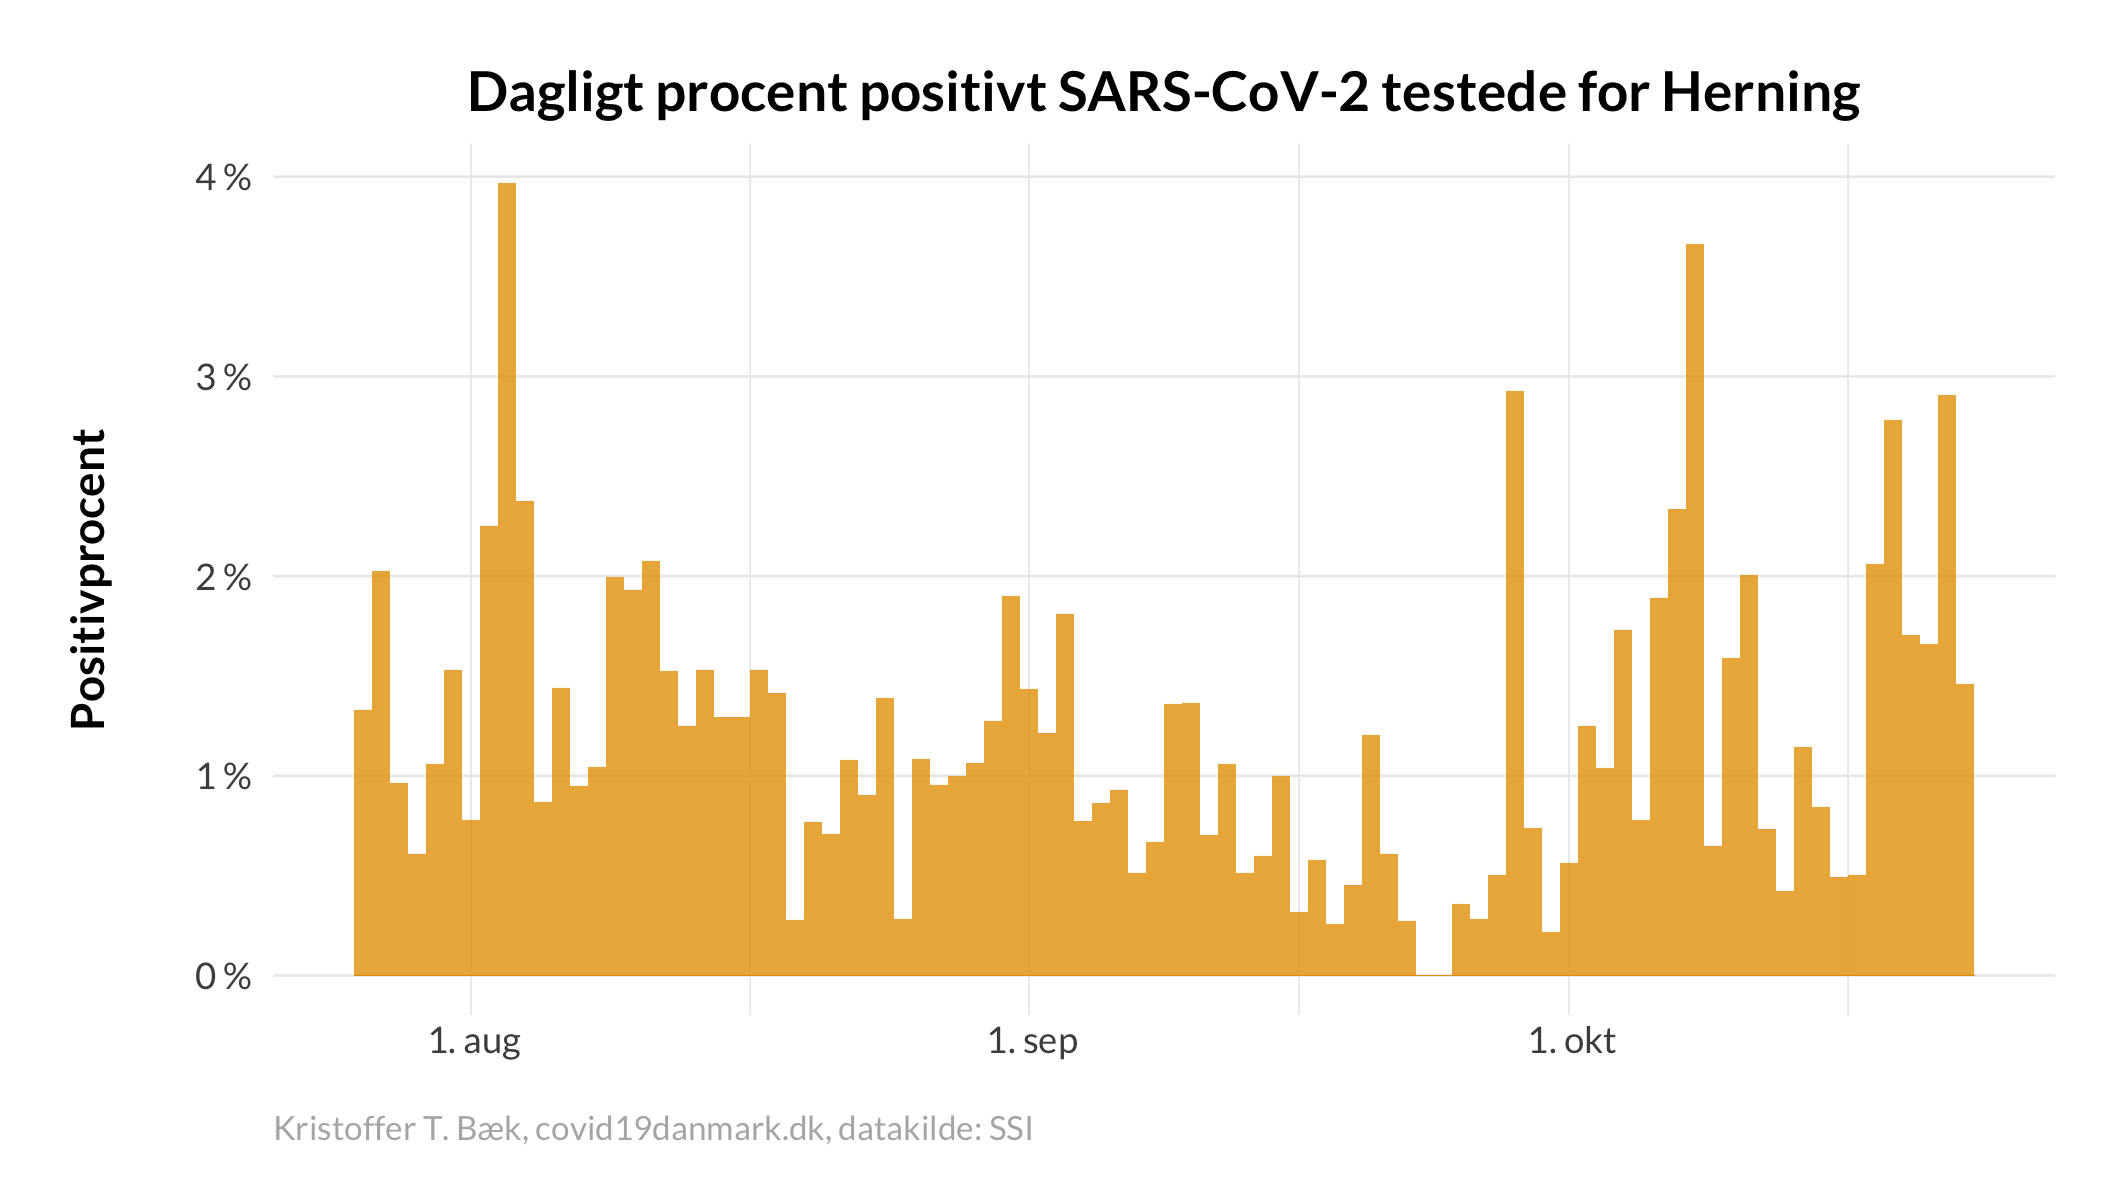 Dagligt procent positivt SARS-CoV-2 testede for Herning
Positivprocent
4 %
3 %
2 %
1 %
0 %
1. aug
1. sep
1. okt
Kristoffer T. Bæk, covid19danmark.dk, datakilde: SSI